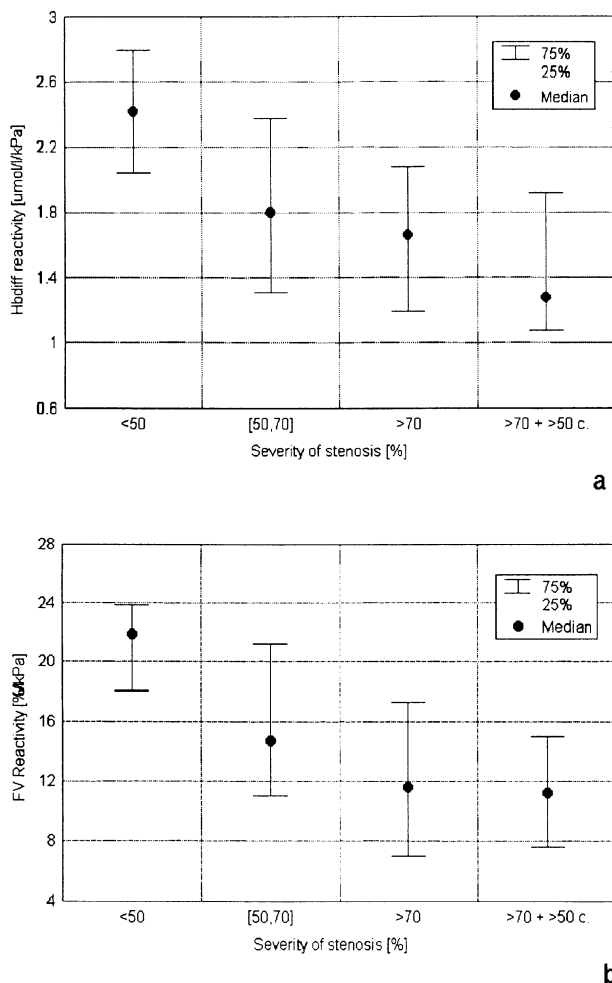 3
2.6
2.2
1.8
1.4
1
0.6
Hbdiff reactivity [umol/l/kPa]
75%
25%
Median
<50
[50,70]
>70
>70 + >50 c.
Severity of stenosis [%]
a
28
24
20
16
12
8
4
FV Reactivity
75%
25%
Median
<50
[50,70]
>70
>70 + >50 c.
Severity of stenosis [%]
b